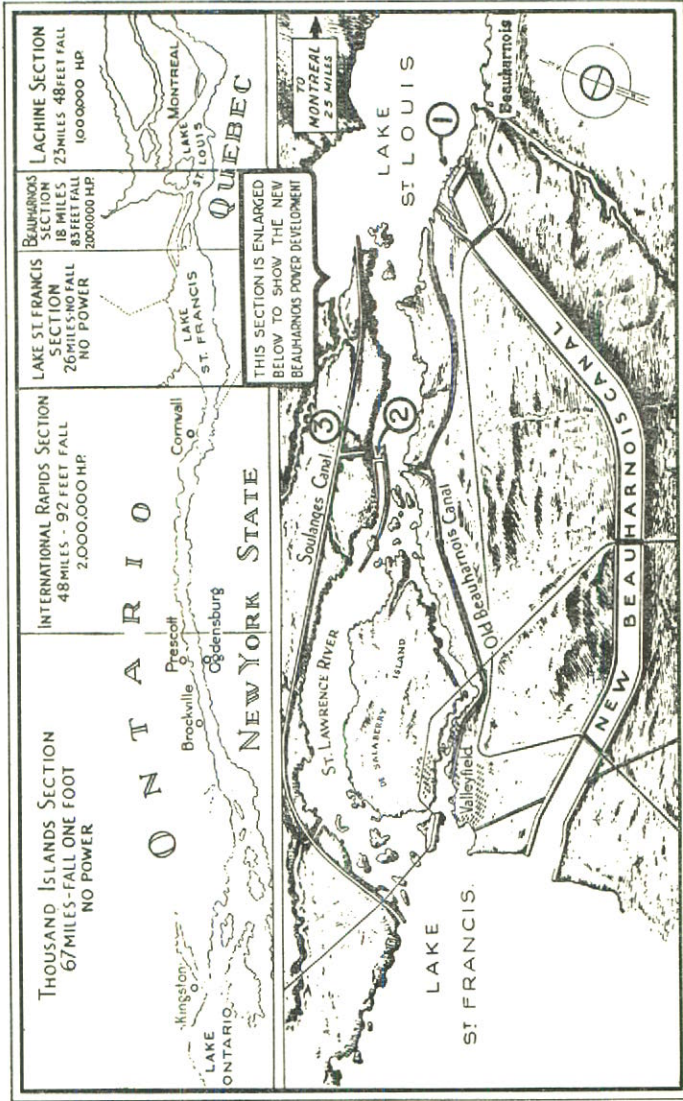 THOUSAND ISLANDS SECTION
67 MILES-FALL ONE FOOT
NO POWER
INTERNATIONAL RAPIDS SECTION
48 MILES - 92 FEET FALL
2,000,000 H.P.
LAKE ST. FRANCIS
SECTION
26 MILES-NO FALL
NO POWER
BEAUHARNOIS
SECTION
18 MILES
83 FEET FALL
2,000,000 H.P.
LACHINE SECTION
23 MILES 48 FEET FALL
1,000,000 H.P.
ONTARIO
Kingston
LAKE
ONTARIO
Brockville
Prescott
Ogdensburg
NEW YORK STATE
Cornwall
LAKE
ST. FRANCIS
LAKE
ST. LOUIS
MONTREAL
QUEBEC
THIS SECTION IS ENLARGED
BELOW TO SHOW THE NEW
BEAUHARNOIS POWER DEVELOPMENT
TO
MONTREAL
25 MILES
LAKE
ST LOUIS
Soulanges Canal
3
2
1
ST. LAWRENCE RIVER
DE SALABERRY
ISLAND
Old Beauharnois Canal
Valleyfield
LAKE
ST FRANCIS.
NEW BEAUHARNOIS CANAL
Beauharnois